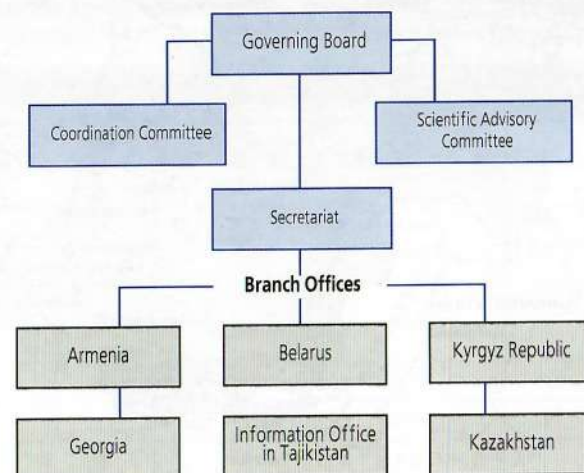 Governing Board
Coordination Committee
Scientific Advisory
Committee
Secretariat
Branch Offices
Armenia
Belarus
Kyrgyz Republic
Georgia
Information Office
in Tajikistan
Kazakhstan